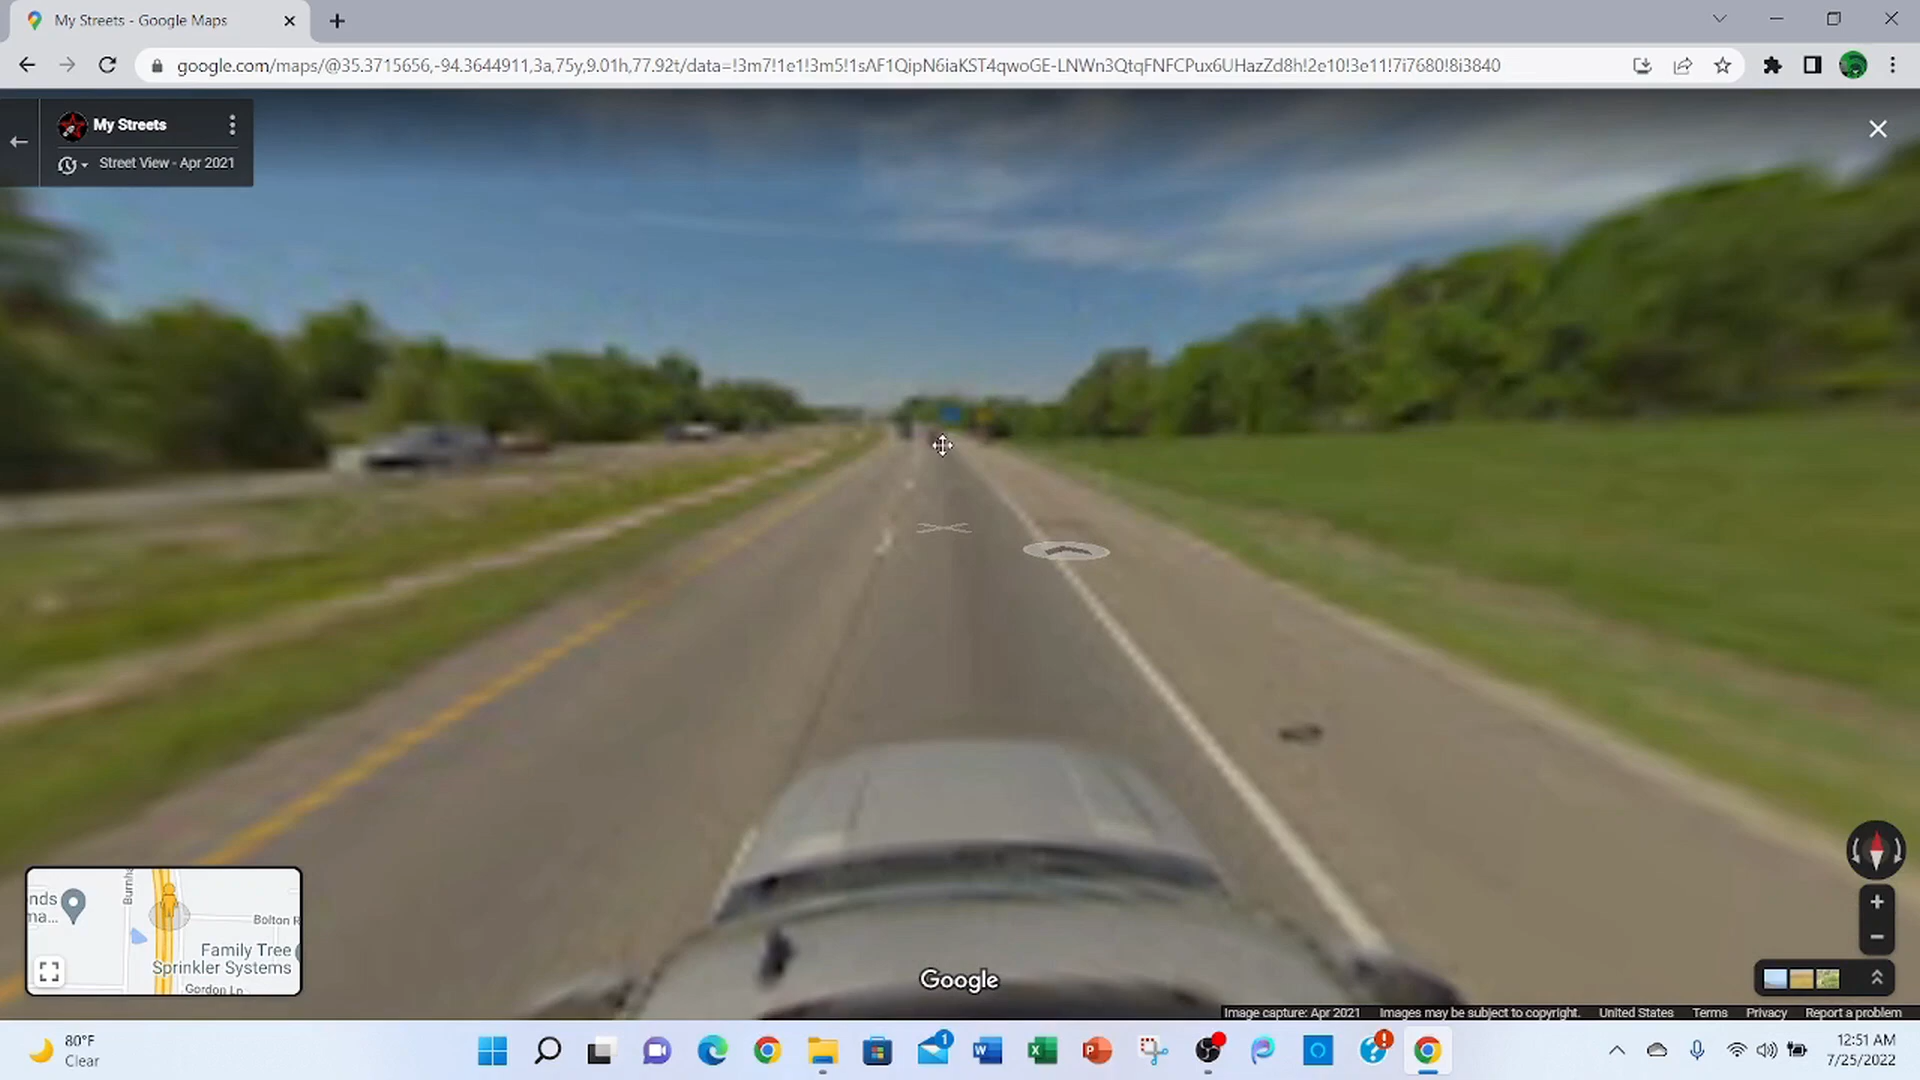 My Streets - Google Maps
google.com/maps/@35.3715656,-94.3644911,3a,75y,9.01h,77.92t/data=!3m7!1e1!3m5!1sAF1QipN6iaKST4qwoGE-LNWn3QtqFNFCPux6UHazZd8h!2e10!3e11!7i7680!8i3840
My Streets
Street View - Apr 2021
nds
ma...
Burnha
Bolton R
Family Tree
Sprinkler Systems
Gordon Ln
Google
Image capture: Apr 2021 Images may be subject to copyright. United States Terms Privacy Report a problem
80°F
Clear
1
12:51 AM
7/25/2022